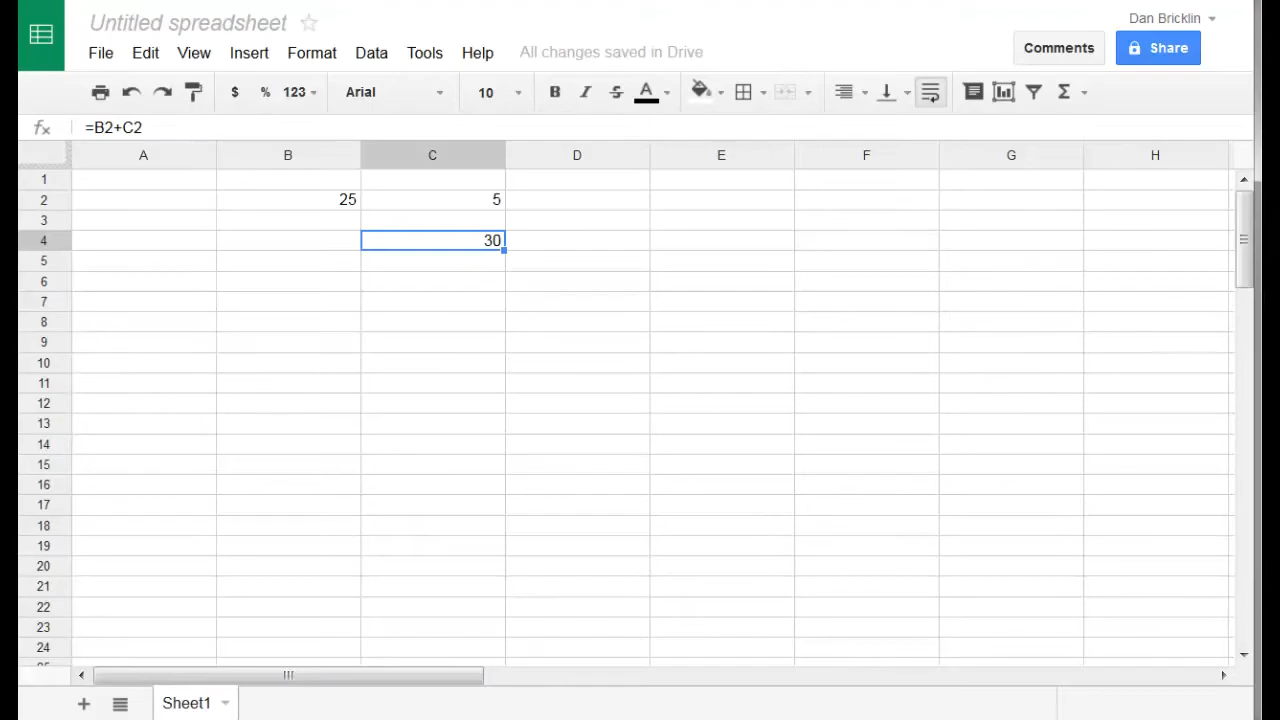 Untitled spreadsheet
Dan Bricklin
File Edit View Insert Format Data Tools Help All changes saved in Drive
Comments Share
$ % 123 Arial 10 B I S A Σ
fx =B2+C2
A B C D E F G H
1
2 25 5
3
4 30
5
6
7
8
9
10
11
12
13
14
15
16
17
18
19
20
21
22
23
24
25
+ Sheet1